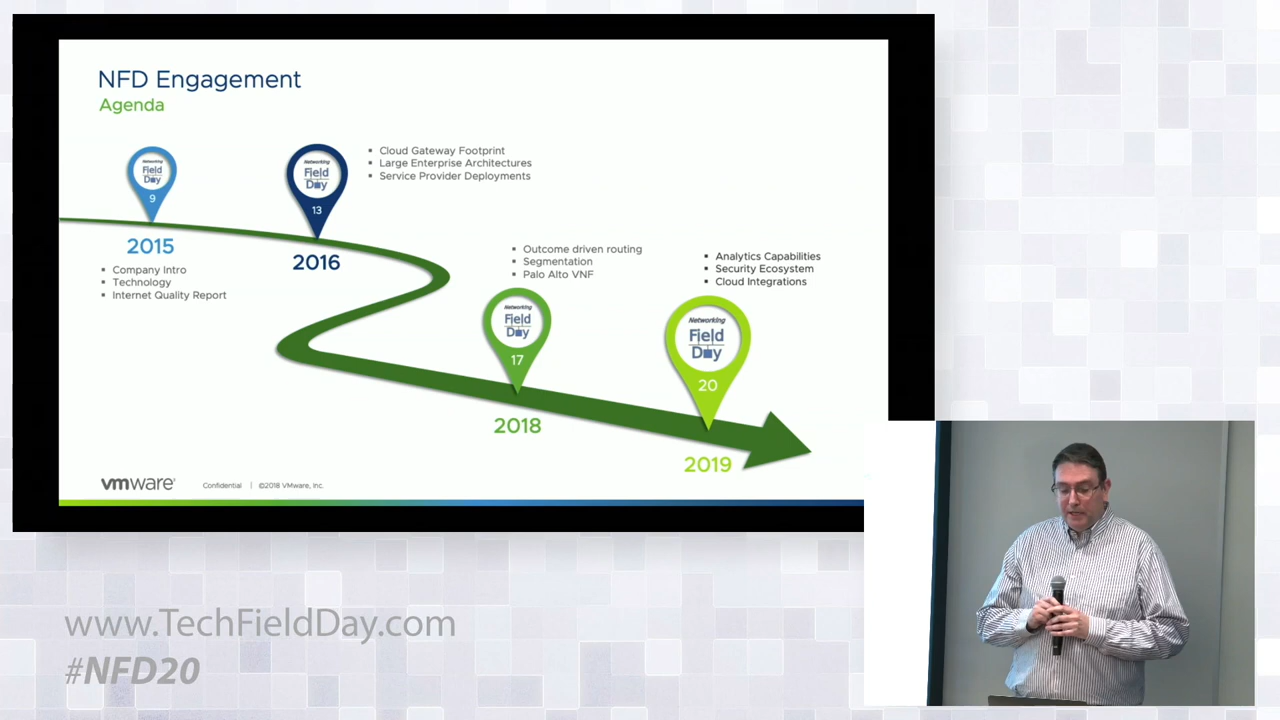 NFD Engagement
Agenda
Networking
Field
Day
9
2015
▪ Company Intro
▪ Technology
▪ Internet Quality Report
Networking
Field
Day
13
2016
▪ Cloud Gateway Footprint
▪ Large Enterprise Architectures
▪ Service Provider Deployments
Networking
Field
Day
17
2018
▪ Outcome driven routing
▪ Segmentation
▪ Palo Alto VNF
Networking
Field
Day
20
2019
▪ Analytics Capabilities
▪ Security Ecosystem
▪ Cloud Integrations
vmware®
Confidential | ©2018 VMware, Inc.
www.TechFieldDay.com
#NFD20